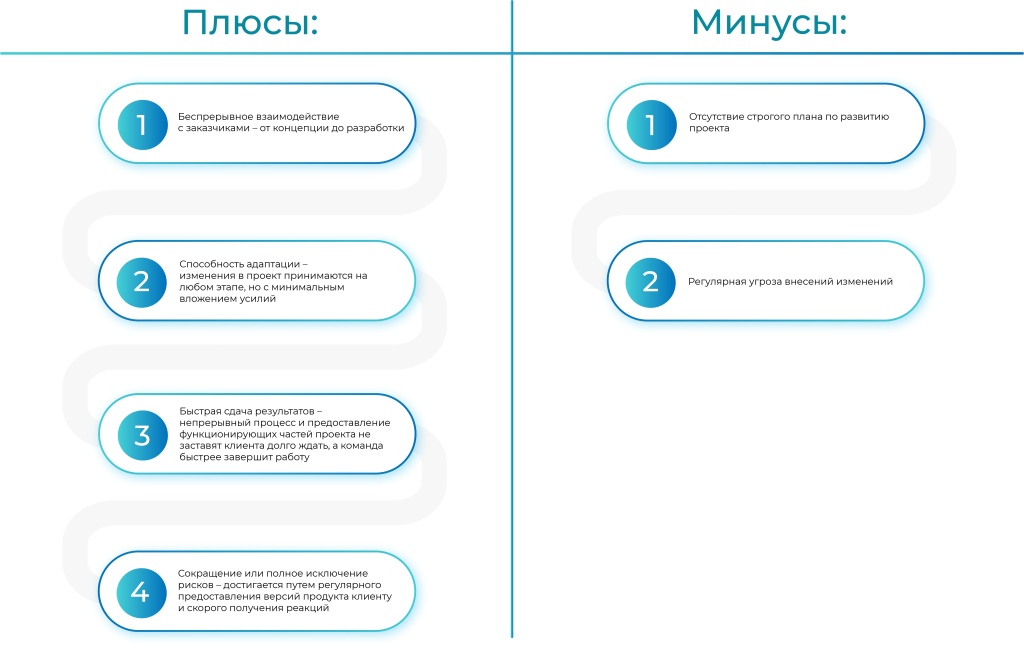 Плюсы:
1
Беспрерывное взаимодействие
с заказчиками – от концепции до разработки
2
Способность адаптации –
изменения в проект принимаются на
любом этапе, но с минимальным
вложением усилий
3
Быстрая сдача результатов –
непрерывный процесс и предоставление
функционирующих частей проекта не
заставят клиента долго ждать, а команда
быстрее завершит работу
4
Сокращение или полное исключение
рисков – достигается путем регулярного
предоставления версий продукта клиенту
и скорого получения реакций
Минусы:
1
Отсутствие строгого плана по развитию
проекта
2
Регулярная угроза внесений изменений